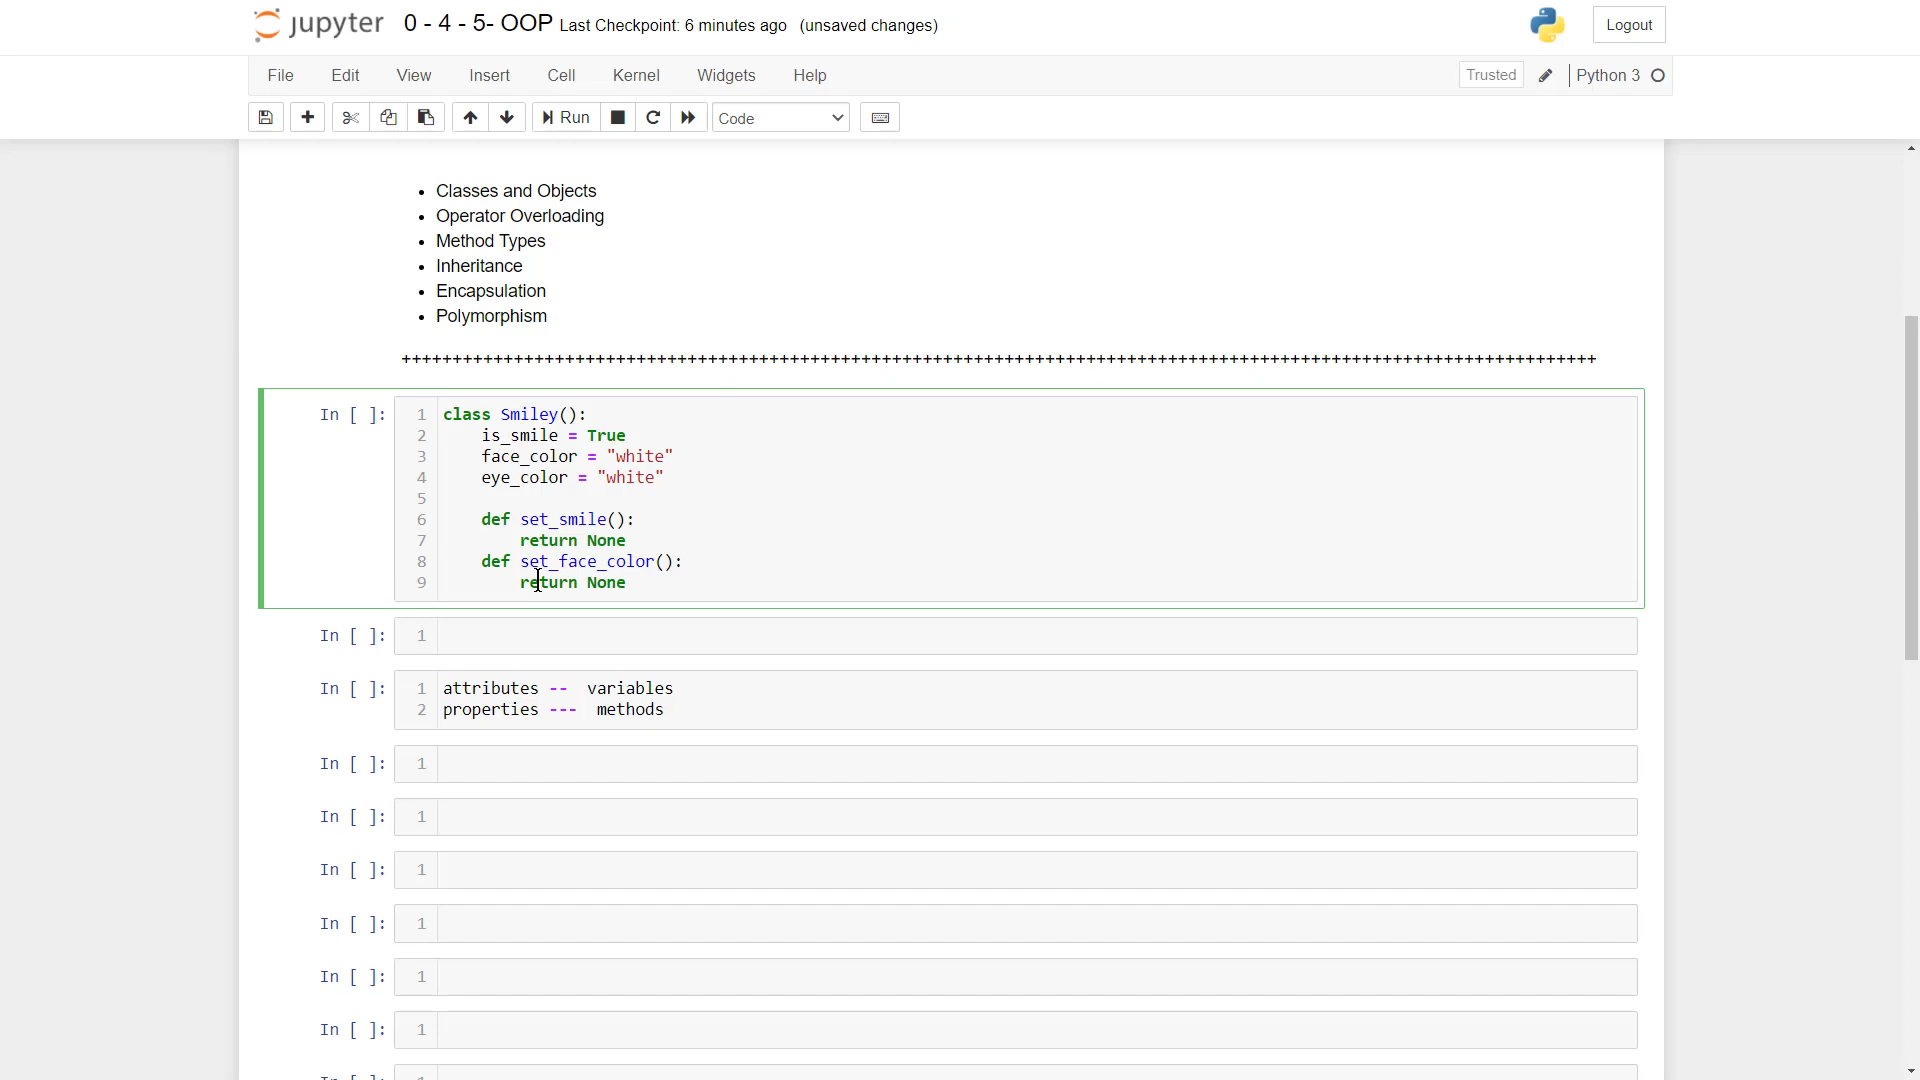 jupyter 0 - 4 - 5- OOP Last Checkpoint: 6 minutes ago (unsaved changes) Logout
File Edit View Insert Cell Kernel Widgets Help Trusted Python 3
Run Code
Classes and Objects
Operator Overloading
Method Types
Inheritance
Encapsulation
Polymorphism
++++++++++++++++++++++++++++++++++++++++++++++++++++++++++++++++++++++++++++++++++++++++++++++++++++++++++++++++++++++
In [ ]: 1 class Smiley():
2 is_smile = True
3 face_color = "white"
4 eye_color = "white"
5
6 def set_smile():
7 return None
8 def set_face_color():
9 return None
In [ ]: 1
In [ ]: 1 attributes -- variables
2 properties --- methods
In [ ]: 1
In [ ]: 1
In [ ]: 1
In [ ]: 1
In [ ]: 1
In [ ]: 1